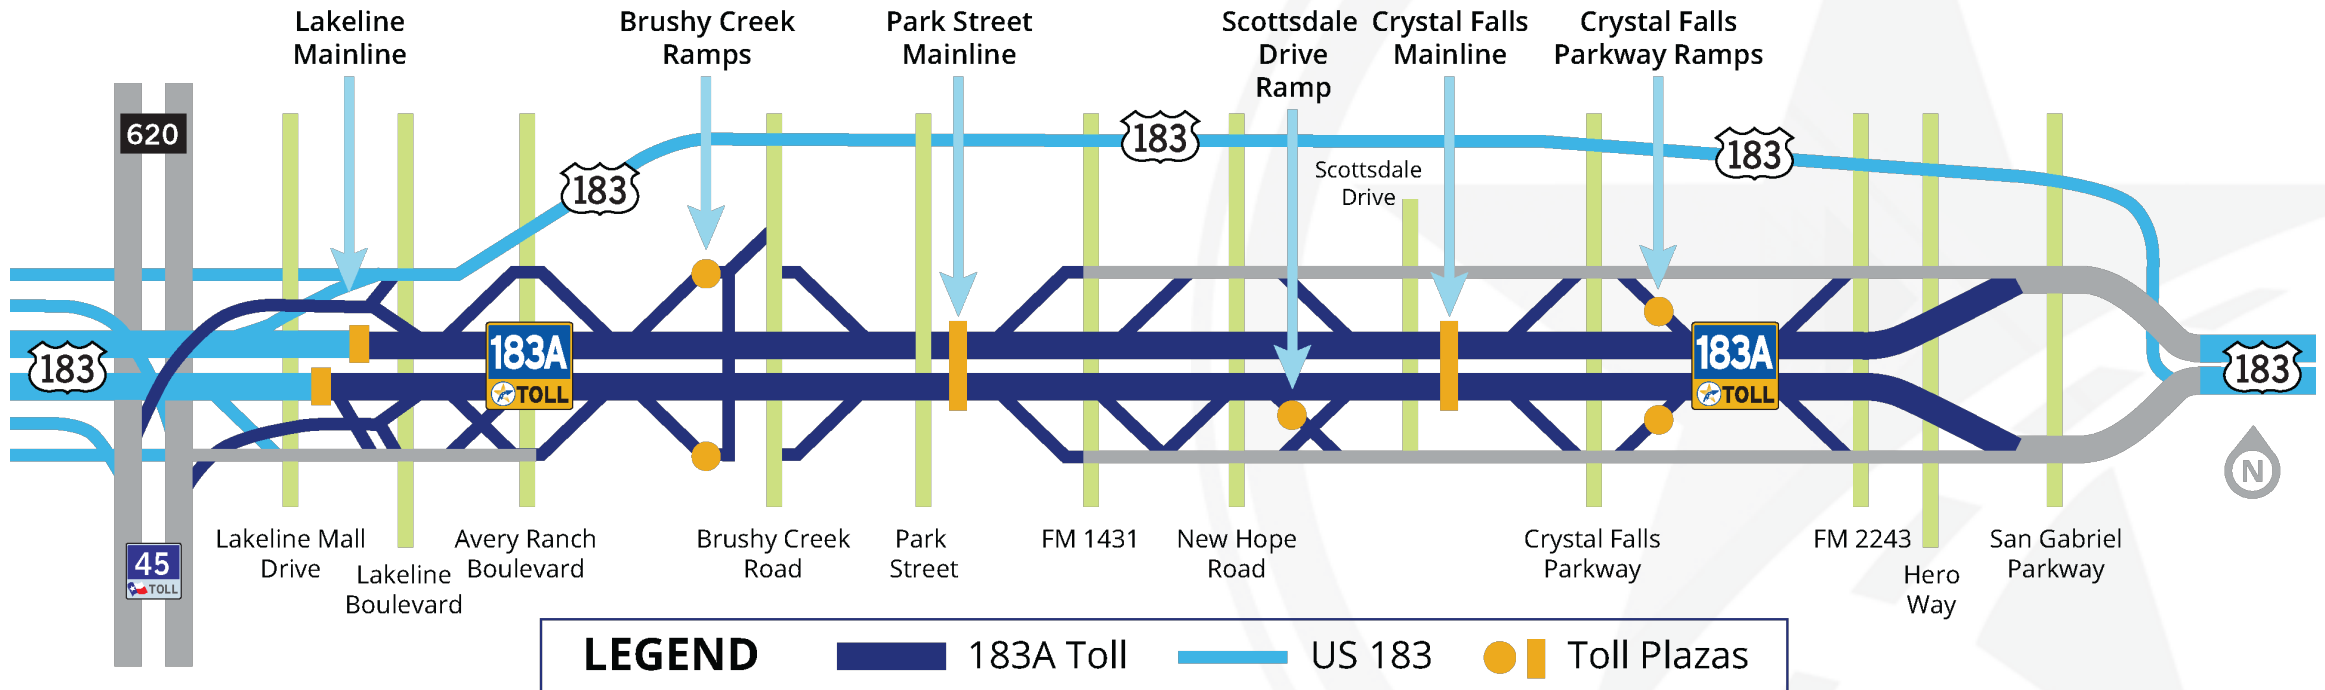 Lakeline
Mainline
Brushy Creek
Ramps
Park Street
Mainline
Scottsdale
Drive
Ramp
Crystal Falls
Mainline
Crystal Falls
Parkway Ramps
620
183
183
183
Scottsdale
Drive
183
183A
TOLL
183A
TOLL
183
45
TOLL
Lakeline Mall
Drive
Lakeline
Boulevard
Avery Ranch
Boulevard
Brushy Creek
Road
Park
Street
FM 1431
New Hope
Road
Crystal Falls
Parkway
FM 2243
Hero
Way
San Gabriel
Parkway
N
LEGEND
183A Toll
US 183
Toll Plazas